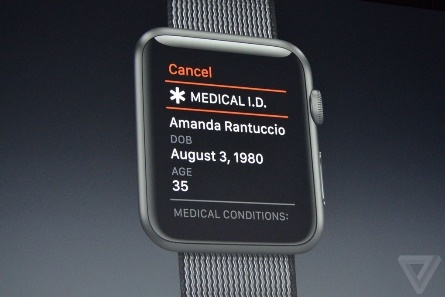 Cancel
MEDICAL I.D.
Amanda Rantuccio
DOB
August 3, 1980
AGE
35
MEDICAL CONDITIONS: